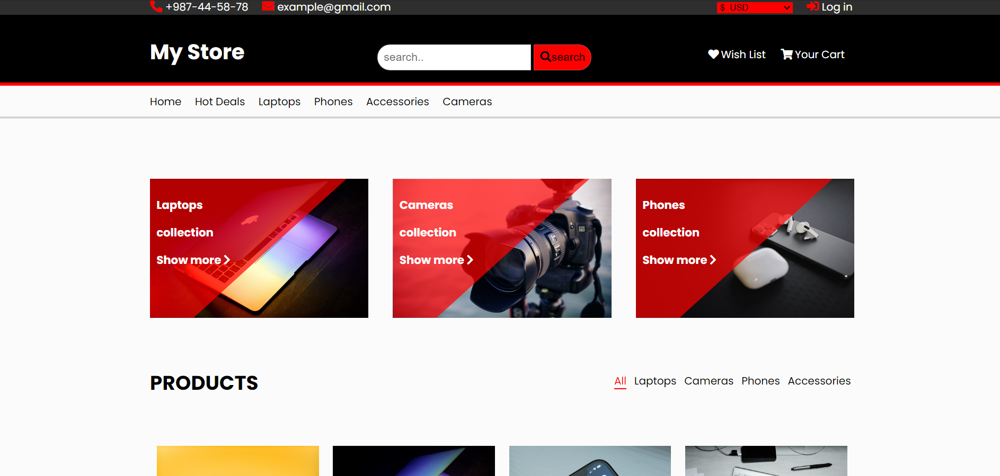 +987-44-58-78 example@gmail.com $ USD Log in
My Store search.. search Wish List Your Cart
Home Hot Deals Laptops Phones Accessories Cameras
Laptops
collection
Show more
Cameras
Canon
collection
Show more
Phones
collection
Show more
PRODUCTS All Laptops Cameras Phones Accessories